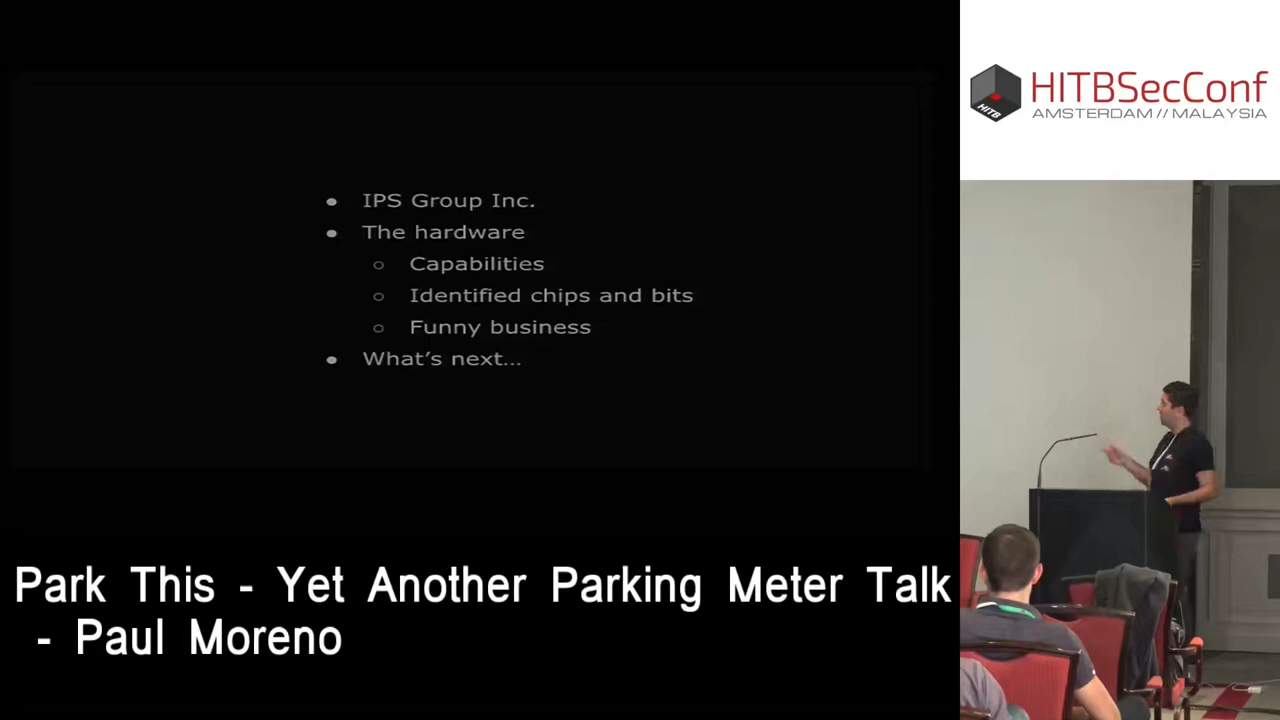 IPS Group Inc.
The hardware
Capabilities
Identified chips and bits
Funny business
What's next...
Park This - Yet Another Parking Meter Talk
- Paul Moreno
HITBSecConf
AMSTERDAM // MALAYSIA
HITB